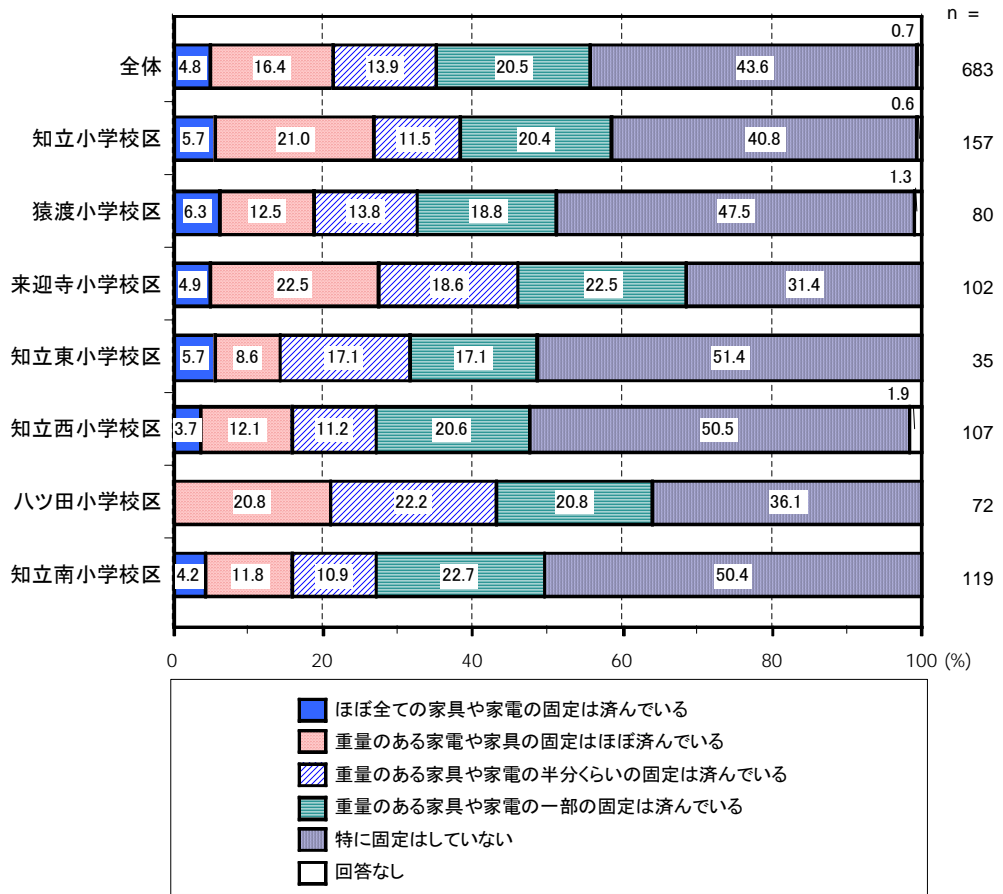 n =
0.7
全体 4.8 16.4 13.9 20.5 43.6 683
0.6
知立小学校区 5.7 21.0 11.5 20.4 40.8 157
1.3
猿渡小学校区 6.3 12.5 13.8 18.8 47.5 80
来迎寺小学校区 4.9 22.5 18.6 22.5 31.4 102
知立東小学校区 5.7 8.6 17.1 17.1 51.4 35
1.9
知立西小学校区 3.7 12.1 11.2 20.6 50.5 107
八ツ田小学校区 20.8 22.2 20.8 36.1 72
知立南小学校区 4.2 11.8 10.9 22.7 50.4 119
0 20 40 60 80 100 (%)
ほぼ全ての家具や家電の固定は済んでいる
重量のある家電や家具の固定はほぼ済んでいる
重量のある家具や家電の半分くらいの固定は済んでいる
重量のある家具や家電の一部の固定は済んでいる
特に固定はしていない
回答なし